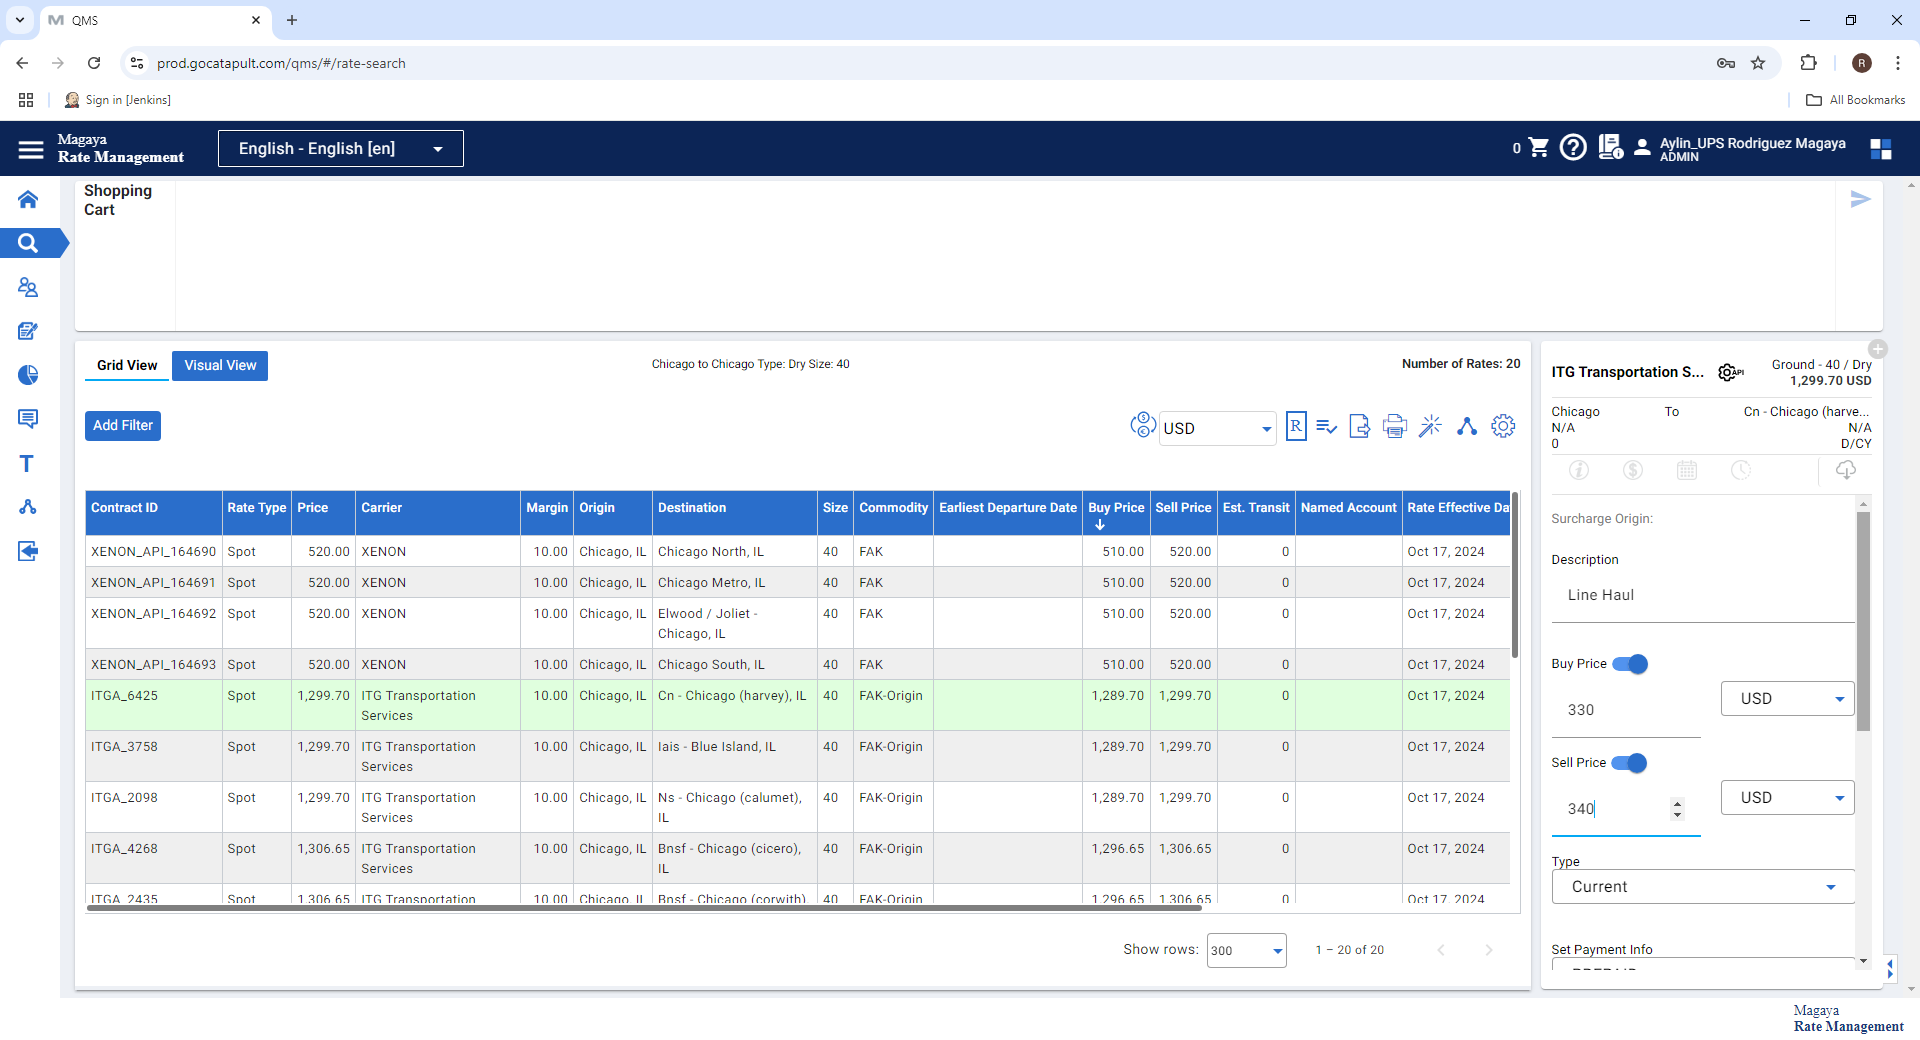 QMS
prod.gocatapult.com/qms/#/rate-search
R
Sign in [Jenkins]
All Bookmarks
Magaya
Rate Management
English - English [en]
0
Aylin_UPS Rodriguez Magaya
ADMIN
Shopping
Cart
Grid View
Visual View
Chicago to Chicago Type: Dry Size: 40
Number of Rates: 20
Add Filter
USD
R
Contract ID Rate Type Price Carrier Margin Origin Destination Size Commodity Earliest Departure Date Buy Price Sell Price Est. Transit Named Account Rate Effective Da
XENON_API_164690 Spot 520.00 XENON 10.00 Chicago, IL Chicago North, IL 40 FAK 510.00 520.00 0 Oct 17, 2024
XENON_API_164691 Spot 520.00 XENON 10.00 Chicago, IL Chicago Metro, IL 40 FAK 510.00 520.00 0 Oct 17, 2024
XENON_API_164692 Spot 520.00 XENON 10.00 Chicago, IL Elwood / Joliet - 40 FAK 510.00 520.00 0 Oct 17, 2024
Chicago, IL
XENON_API_164693 Spot 520.00 XENON 10.00 Chicago, IL Chicago South, IL 40 FAK 510.00 520.00 0 Oct 17, 2024
ITGA_6425 Spot 1,299.70 ITG Transportation 10.00 Chicago, IL Cn - Chicago (harvey), IL 40 FAK-Origin 1,289.70 1,299.70 0 Oct 17, 2024
Services
ITGA_3758 Spot 1,299.70 ITG Transportation 10.00 Chicago, IL Iais - Blue Island, IL 40 FAK-Origin 1,289.70 1,299.70 0 Oct 17, 2024
Services
ITGA_2098 Spot 1,299.70 ITG Transportation 10.00 Chicago, IL Ns - Chicago (calumet), 40 FAK-Origin 1,289.70 1,299.70 0 Oct 17, 2024
Services IL
ITGA_4268 Spot 1,306.65 ITG Transportation 10.00 Chicago, IL Bnsf - Chicago (cicero), 40 FAK-Origin 1,296.65 1,306.65 0 Oct 17, 2024
Services IL
ITGA_2435 Spot 1,306.65 ITG Transportation 10.00 Chicago, IL Bnsf - Chicago (corwith), 40 FAK-Origin 1,296.65 1,306.65 0 Oct 17, 2024
Show rows: 300 1 – 20 of 20
ITG Transportation S...
API
Ground - 40 / Dry
1,299.70 USD
Chicago To Cn - Chicago (harve...
N/A N/A
0 D/CY
Surcharge Origin:
Description
Line Haul
Buy Price
330 USD
Sell Price
340 USD
Type
Current
Set Payment Info
PREPAID
Magaya
Rate Management